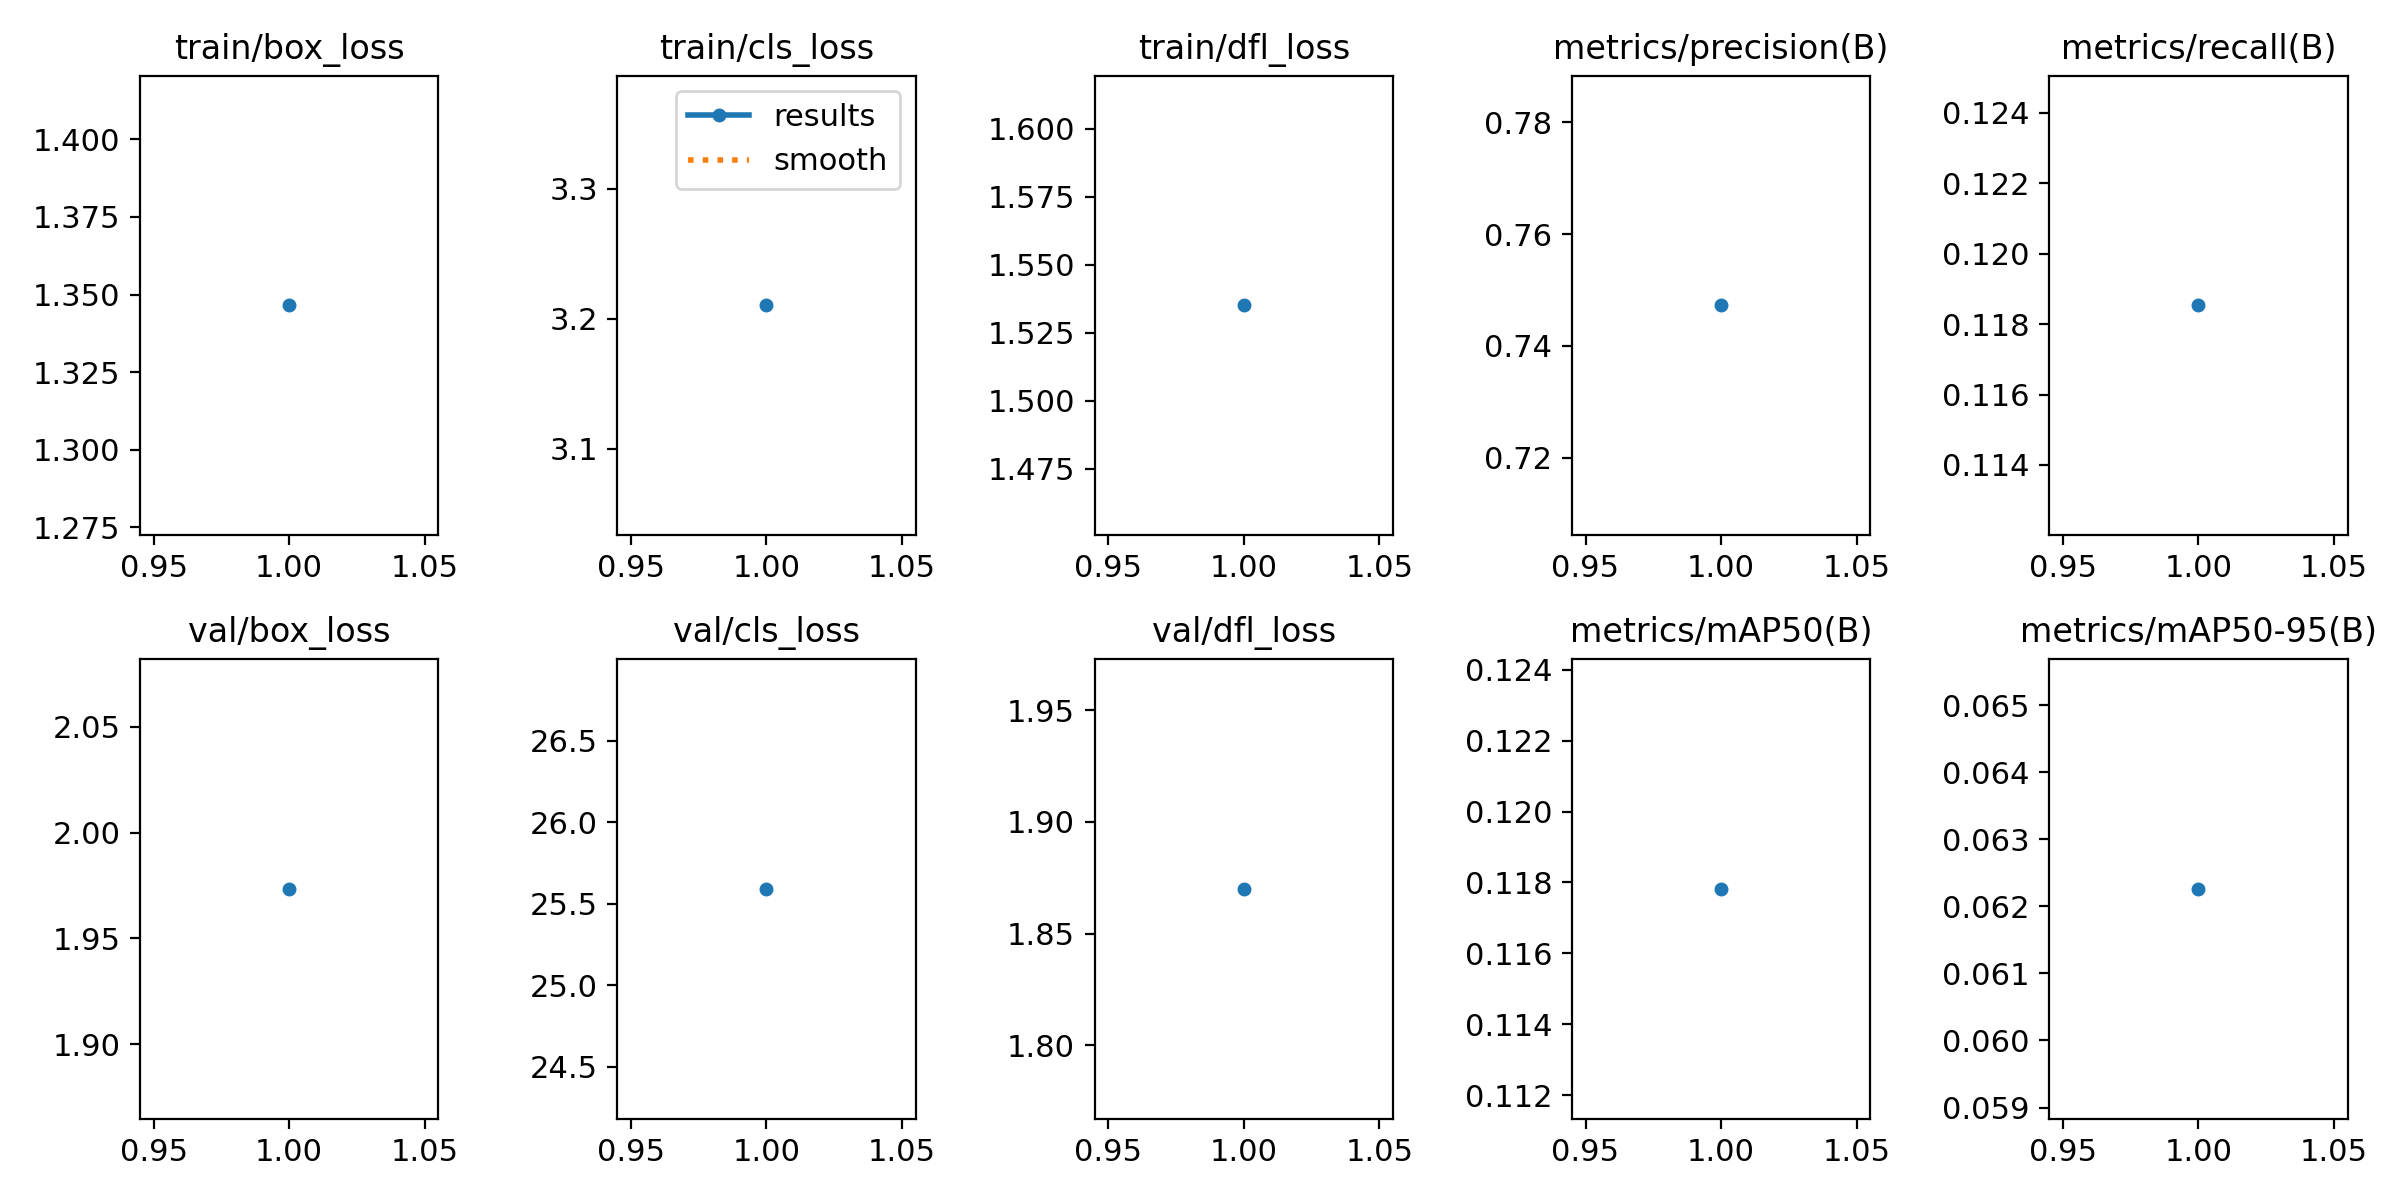 train/box_loss
1.400
1.375
1.350
1.325
1.300
1.275
0.95 1.00 1.05
train/cls_loss
results
smooth
3.3
3.2
3.1
0.95 1.00 1.05
train/dfl_loss
1.600
1.575
1.550
1.525
1.500
1.475
0.95 1.00 1.05
metrics/precision(B)
0.78
0.76
0.74
0.72
0.95 1.00 1.05
metrics/recall(B)
0.124
0.122
0.120
0.118
0.116
0.114
0.95 1.00 1.05
val/box_loss
2.05
2.00
1.95
1.90
0.95 1.00 1.05
val/cls_loss
26.5
26.0
25.5
25.0
24.5
0.95 1.00 1.05
val/dfl_loss
1.95
1.90
1.85
1.80
0.95 1.00 1.05
metrics/mAP50(B)
0.124
0.122
0.120
0.118
0.116
0.114
0.112
0.95 1.00 1.05
metrics/mAP50-95(B)
0.065
0.064
0.063
0.062
0.061
0.060
0.059
0.95 1.00 1.05